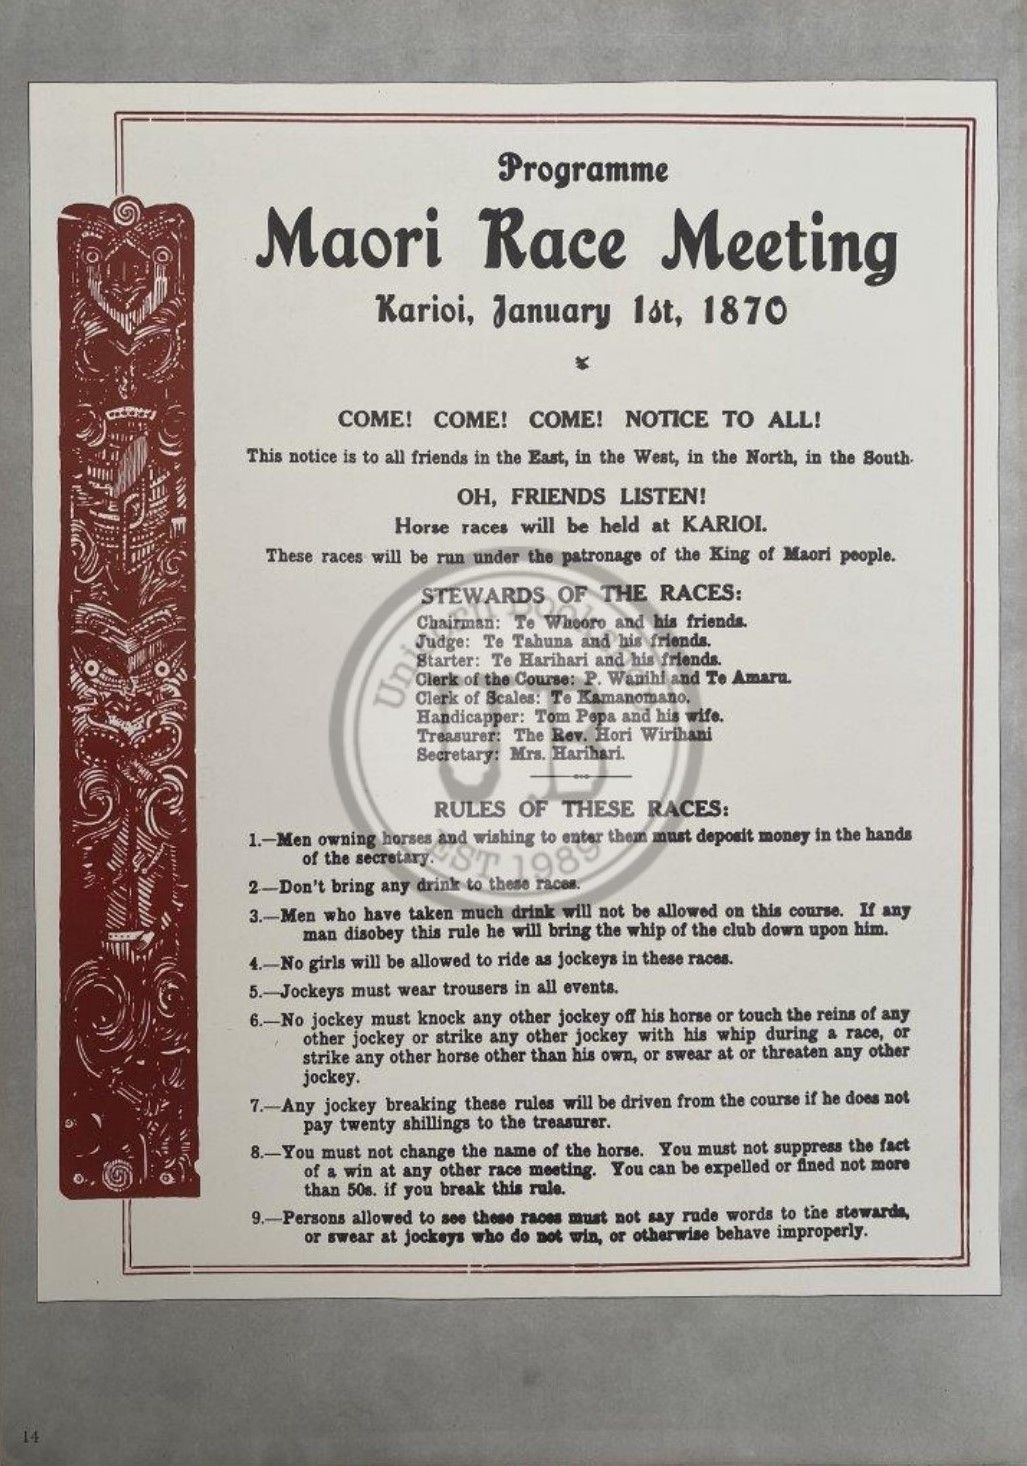 Programme
Maori Race Meeting
Karioi, January 1st, 1870
COME! COME! COME! NOTICE TO ALL!
This notice is to all friends in the East, in the West, in the North, in the South.
OH, FRIENDS LISTEN!
Horse races will be held at KARIOI.
These races will be run under the patronage of the King of Maori people.
STEWARDS OF THE RACES:
Chairman: Te Wheoro and his friends.
Judge: Te Tahuna and his friends.
Starter: Te Harihari and his friends.
Clerk of the Course: P. Wanihi and Te Amaru.
Clerk of Scales: Te Kamanomano.
Handicapper: Tom Pepa and his wife.
Treasurer: The Rev. Hori Wirihani
Secretary: Mrs. Harihari.
RULES OF THESE RACES:
1.—Men owning horses and wishing to enter them must deposit money in the hands
of the secretary.
2.—Don't bring any drink to these races.
3.—Men who have taken much drink will not be allowed on this course. If any
man disobey this rule he will bring the whip of the club down upon him.
4.—No girls will be allowed to ride as jockeys in these races.
5.—Jockeys must wear trousers in all events.
6.—No jockey must knock any other jockey off his horse or touch the reins of any
other jockey or strike any other jockey with his whip during a race, or
strike any other horse other than his own, or swear at or threaten any other
jockey.
7.—Any jockey breaking these rules will be driven from the course if he does not
pay twenty shillings to the treasurer.
8.—You must not change the name of the horse. You must not suppress the fact
of a win at any other race meeting. You can be expelled or fined not more
than 50s. if you break this rule.
9.—Persons allowed to see these races must not say rude words to the stewards,
or swear at jockeys who do not win, or otherwise behave improperly.
EST 1989
14